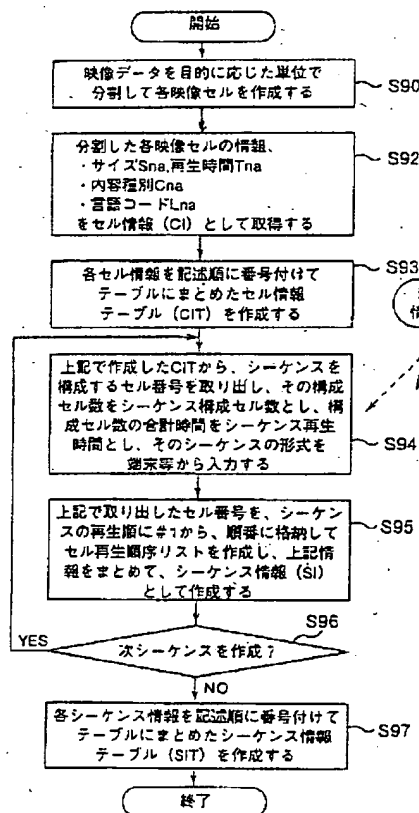 開始
映像データを目的に応じた単位で
分割して各映像セルを作成する
S90
分割した各映像セルの情報、
・サイズSna,再生時間Tna
・内容種別Cna
・言語コードLna
をセル情報（CI）として取得する
S92
各セル情報を記述順に番号付けて
テーブルにまとめたセル情報
テーブル（CIT）を作成する
S93
上記で作成したCITから、シーケンスを
構成するセル番号を取り出し、その構成
セル数をシーケンス構成セル数とし、構
成セル数の合計時間をシーケンス再生
時間とし、そのシーケンスの形式を
端末等から入力する
S94
上記で取り出したセル番号を、シーケン
スの再生順に#1から、順番に格納して
セル再生順序リストを作成し、上記情
報をまとめて、シーケンス情報（SI）
として作成する
S95
次シーケンスを作成？
S96
YES
NO
各シーケンス情報を記述順に番号付けて
テーブルにまとめたシーケンス情報
テーブル（SIT）を作成する
S97
終了
情